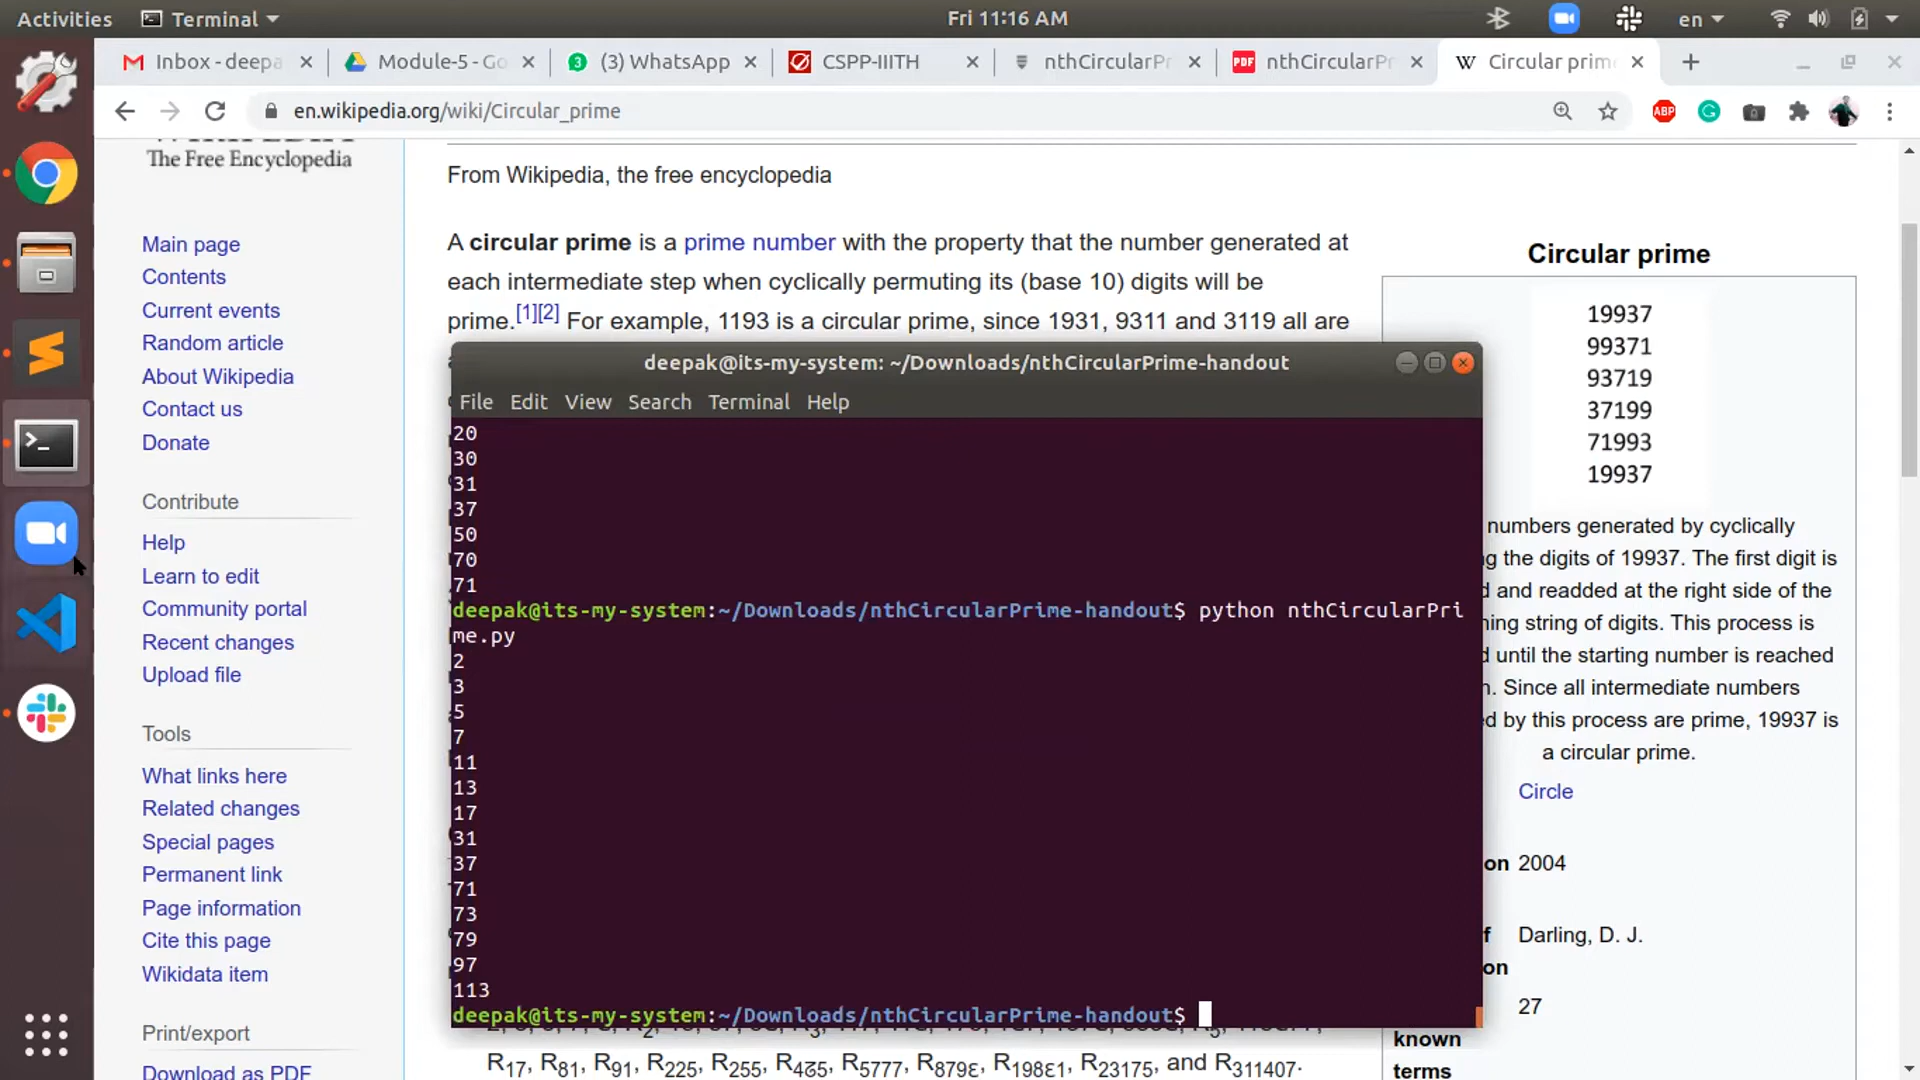 Activities
Terminal
Fri 11:16 AM
en
Inbox - deepa
Module-5 - Go
(3) WhatsApp
CSPP-IIITH
nthCircularPr
nthCircularPr
Circular prim
en.wikipedia.org/wiki/Circular_prime
The Free Encyclopedia
Main page
Contents
Current events
Random article
About Wikipedia
Contact us
Donate
Contribute
Help
Learn to edit
Community portal
Recent changes
Upload file
Tools
What links here
Related changes
Special pages
Permanent link
Page information
Cite this page
Wikidata item
Print/export
Download as PDF
From Wikipedia, the free encyclopedia
A circular prime is a prime number with the property that the number generated at
each intermediate step when cyclically permuting its (base 10) digits will be
prime.[1][2] For example, 1193 is a circular prime, since 1931, 9311 and 3119 all are
deepak@its-my-system: ~/Downloads/nthCircularPrime-handout
File Edit View Search Terminal Help
20
30
31
37
50
70
71
deepak@its-my-system:~/Downloads/nthCircularPrime-handout$ python nthCircularPri
me.py
2
3
5
7
11
13
17
31
37
71
73
79
97
113
deepak@its-my-system:~/Downloads/nthCircularPrime-handout$
R17, R81, R91, R225, R255, R4Ɛ5, R5777, R879Ɛ, R198Ɛ1, R23175, and R311407.
Circular prime
19937
99371
93719
37199
71993
19937
numbers generated by cyclically
the digits of 19937. The first digit is
and readded at the right side of the
string of digits. This process is
until the starting number is reached
Since all intermediate numbers
by this process are prime, 19937 is
a circular prime.
Circle
on 2004
f Darling, D. J.
on
27
known
terms